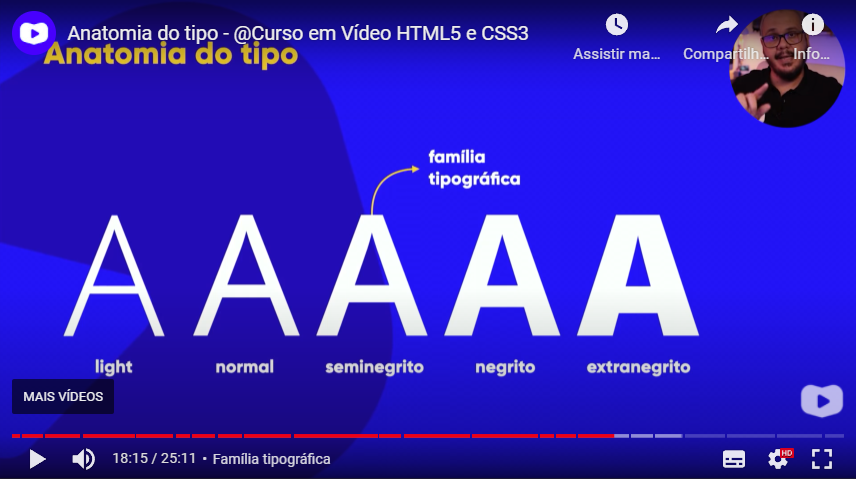 Anatomia do tipo - @Curso em Vídeo HTML5 e CSS3
Assistir ma...
Compartilh...
Info...
Anatomia do tipo
família
tipográfica
A A A A A
light normal seminegrito negrito extranegrito
MAIS VÍDEOS
18:15 / 25:11 • Família tipográfica
HD